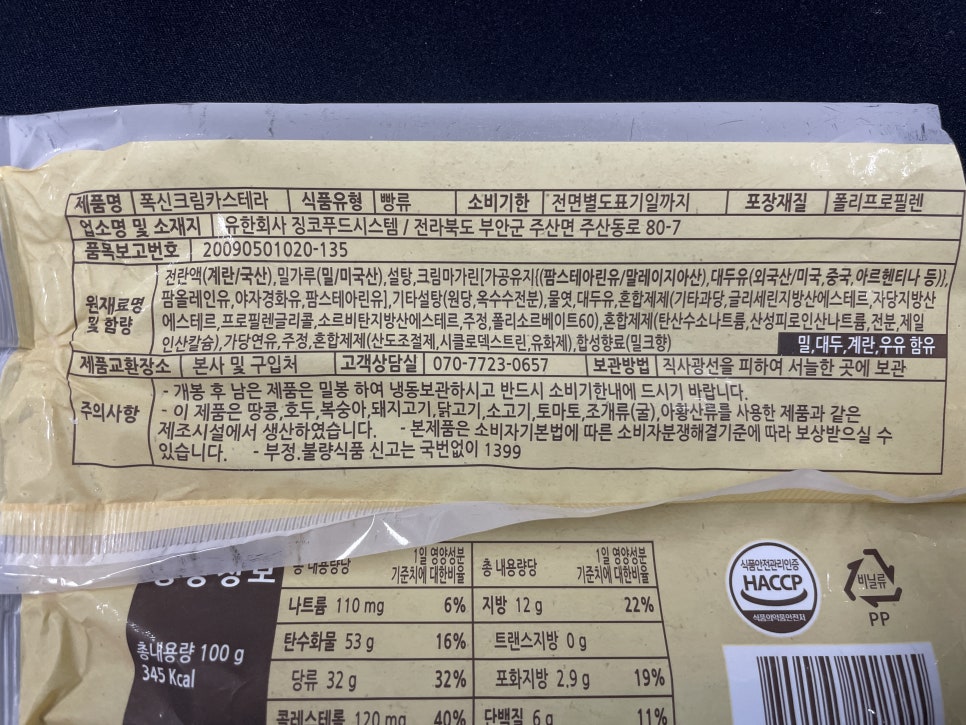 제품명 폭신크림카스테라 식품유형 빵류 소비기한 전면별도표기일까지 포장재질 폴리프로필렌
업소명 및 소재지 유한회사 징코푸드시스템 / 전라북도 부안군 주산면 주산동로 80-7
품목보고번호 20090501020-135
원재료명 및 함량
전란액(계란/국산),밀가루(밀/미국산),설탕,크림마가린[가공유지{(팜스테아린유/말레이지아산),대두유(외국산/미국,중국,아르헨티나 등)},
팜올레인유,야자경화유,팜스테아린유],기타설탕(원당,옥수수전분),물엿,대두유,혼합제제(기타과당,글리세린지방산에스테르,자당지방산
에스테르,프로필렌글리콜,소르비탄지방산에스테르,주정,폴리소르베이트60),혼합제제(탄산수소나트륨,산성피로인산나트륨,전분,제일
인산칼슘),가당연유,주정,혼합제제(산도조절제,시클로덱스트린,유화제),합성향료(밀크향) 밀,대두,계란,우유 함유
제품교환장소 본사 및 구입처 고객상담실 070-7723-0657 보관방법 직사광선을 피하여 서늘한 곳에 보관
주의사항
- 개봉 후 남은 제품은 밀봉 하여 냉동보관하시고 반드시 소비기한내에 드시기 바랍니다.
- 이 제품은 땅콩,호두,복숭아,돼지고기,닭고기,소고기,토마토,조개류(굴),아황산류를 사용한 제품과 같은
제조시설에서 생산하였습니다. - 본제품은 소비자기본법에 따른 소비자분쟁해결기준에 따라 보상받으실 수
있습니다. - 부정.불량식품 신고는 국번없이 1399
영양정보
총내용량 100 g
345 Kcal
총 내용량당 1일 영양성분 기준치에 대한비율 총 내용량당 1일 영양성분 기준치에 대한비율
나트륨 110 mg 6% 지방 12 g 22%
탄수화물 53 g 16% 트랜스지방 0 g
당류 32 g 32% 포화지방 2.9 g 19%
콜레스테롤 120 mg 40% 단백질 6 g 11%
식품안전관리인증
HACCP
식품의약품안전처
비닐류
PP